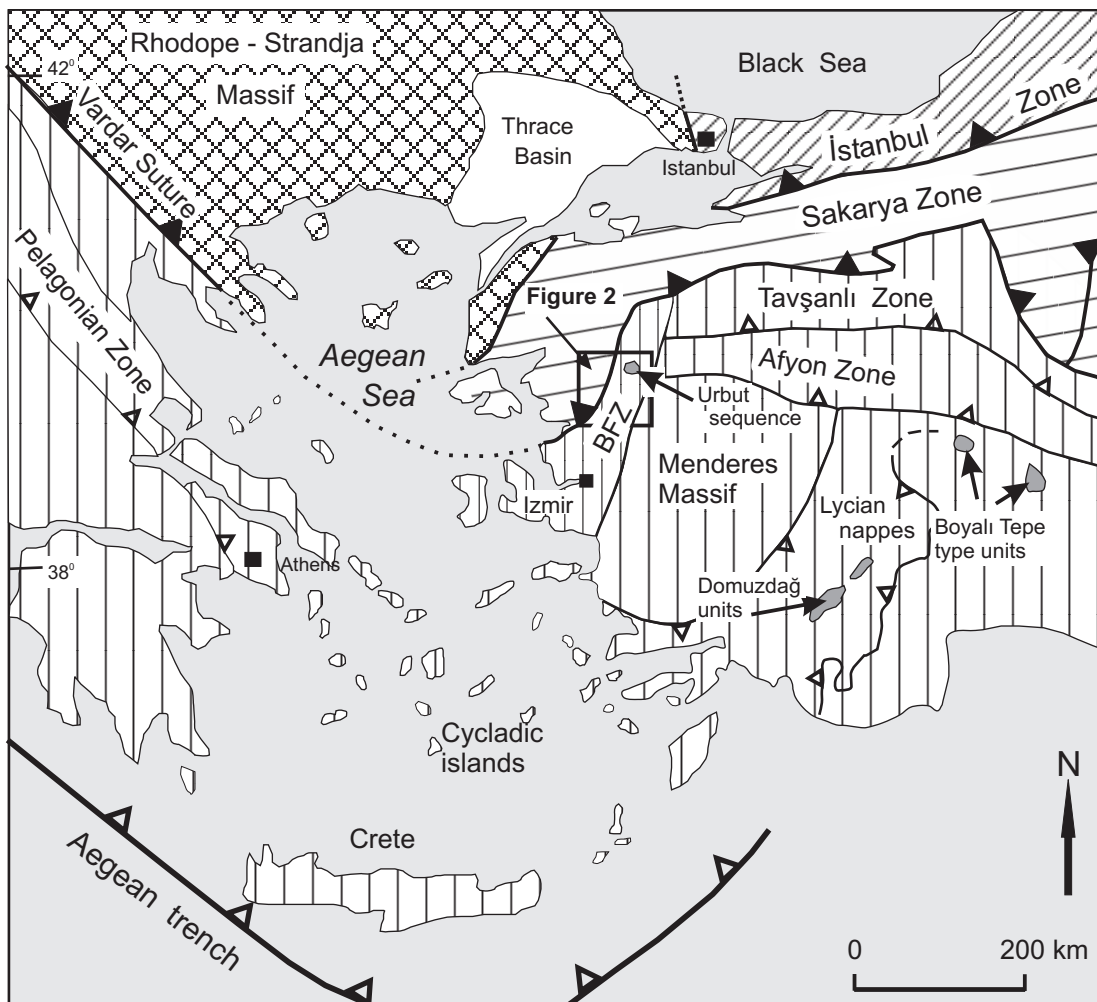 Rhodope - Strandja
Massif
Black Sea
42⁰
Vardar Suture
Thrace
Basin
Istanbul
İstanbul Zone
Sakarya Zone
Pelagonian Zone
Figure 2
Tavşanlı Zone
Aegean
Sea
Afyon Zone
Urbut
sequence
BFZ
Menderes
Massif
Izmir
Lycian
nappes
Boyalı Tepe
type units
Athens
38⁰
Domuzdağ
units
Cycladic
islands
N
Crete
Aegean trench
0 200 km